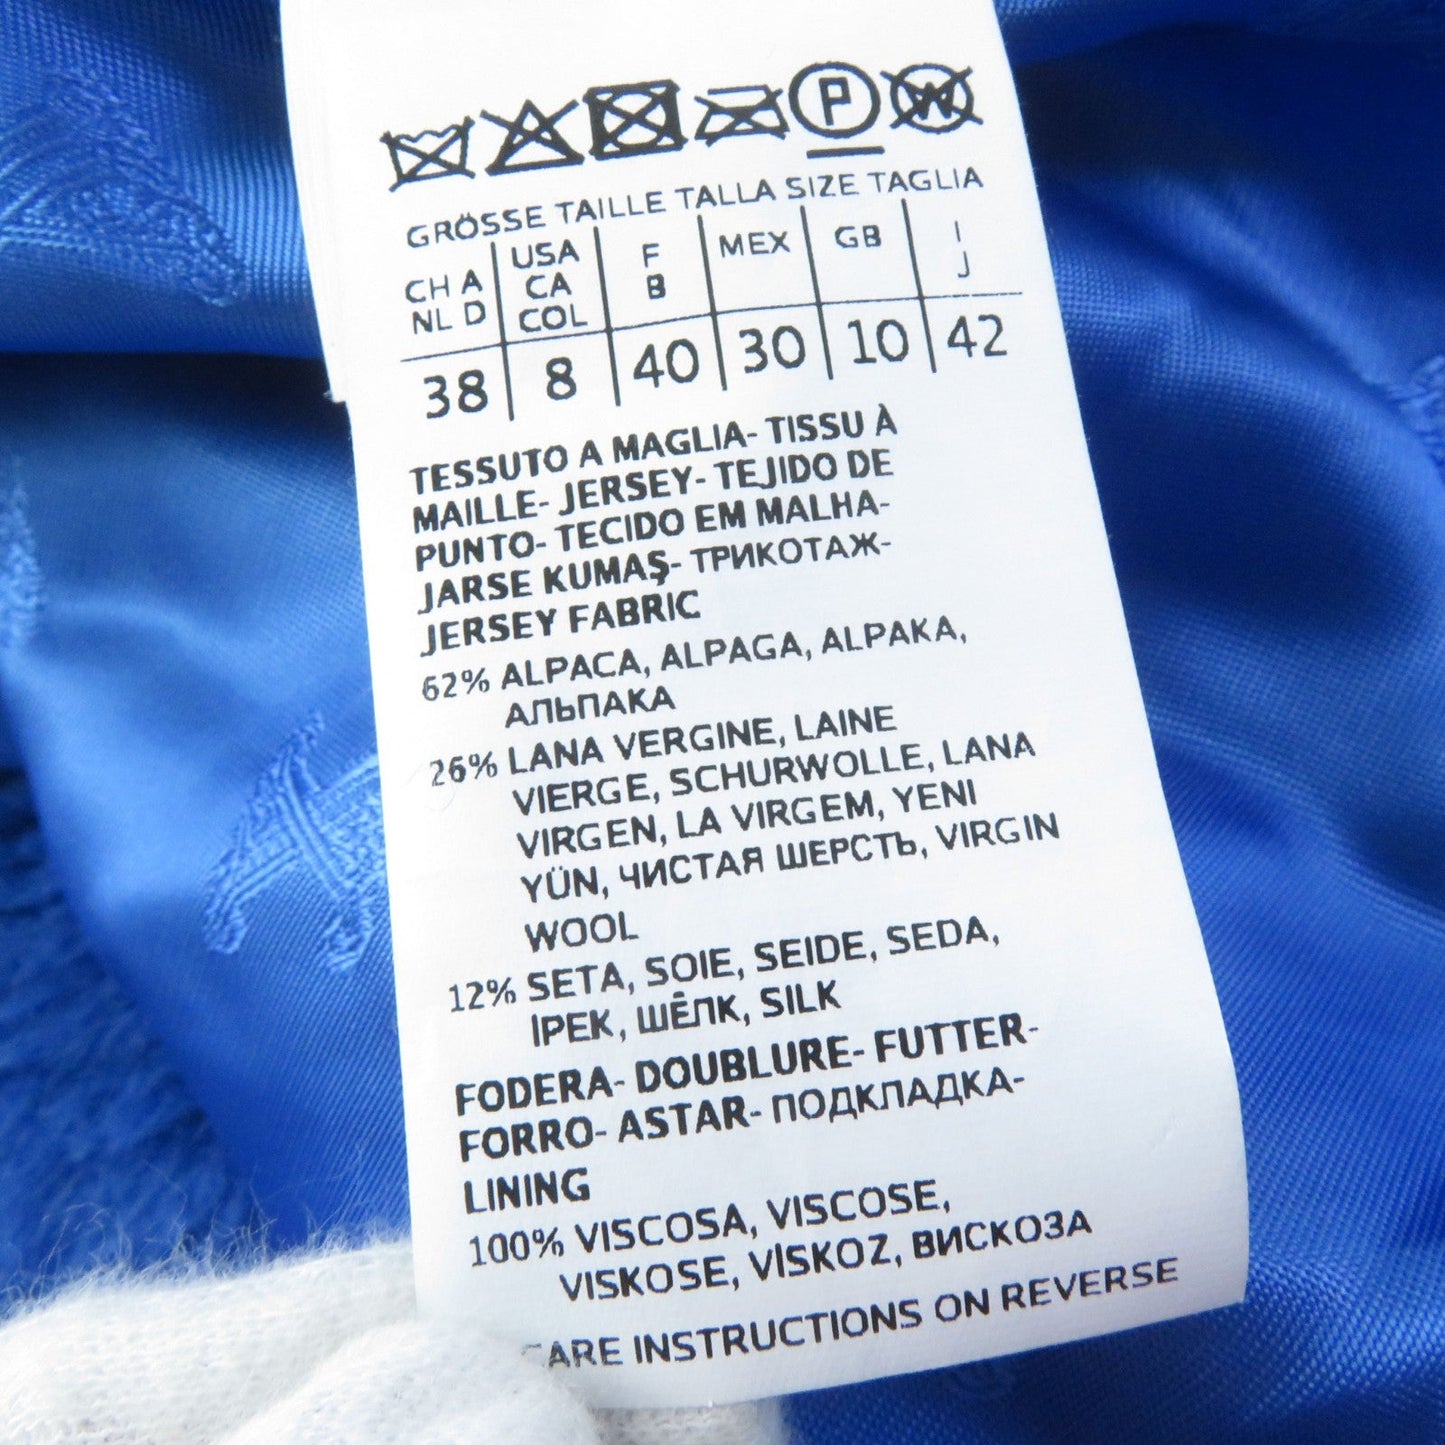 P W
GRÖSSE TAILLE TALLA SIZE TAGLIA
CH A NL D | USA CA COL | F B | MEX | GB | I J
38 | 8 | 40 | 30 | 10 | 42
TESSUTO A MAGLIA- TISSU À
MAILLE- JERSEY- TEJIDO DE
PUNTO- TECIDO EM MALHA-
JARSE KUMAŞ- ТРИКОТАЖ-
JERSEY FABRIC
62% ALPACA, ALPAGA, ALPAKA,
АЛЬПАКА
26% LANA VERGINE, LAINE
VIERGE, SCHURWOLLE, LANA
VIRGEN, LA VIRGEM, YENI
YÜN, ЧИСТАЯ ШЕРСТЬ, VIRGIN
WOOL
12% SETA, SOIE, SEIDE, SEDA,
IPEK, ШЁЛК, SILK
FODERA- DOUBLURE- FUTTER-
FORRO- ASTAR- ПОДКЛАДКА-
LINING
100% VISCOSA, VISCOSE,
VISKOSE, VISKOZ, ВИСКОЗА
CARE INSTRUCTIONS ON REVERSE